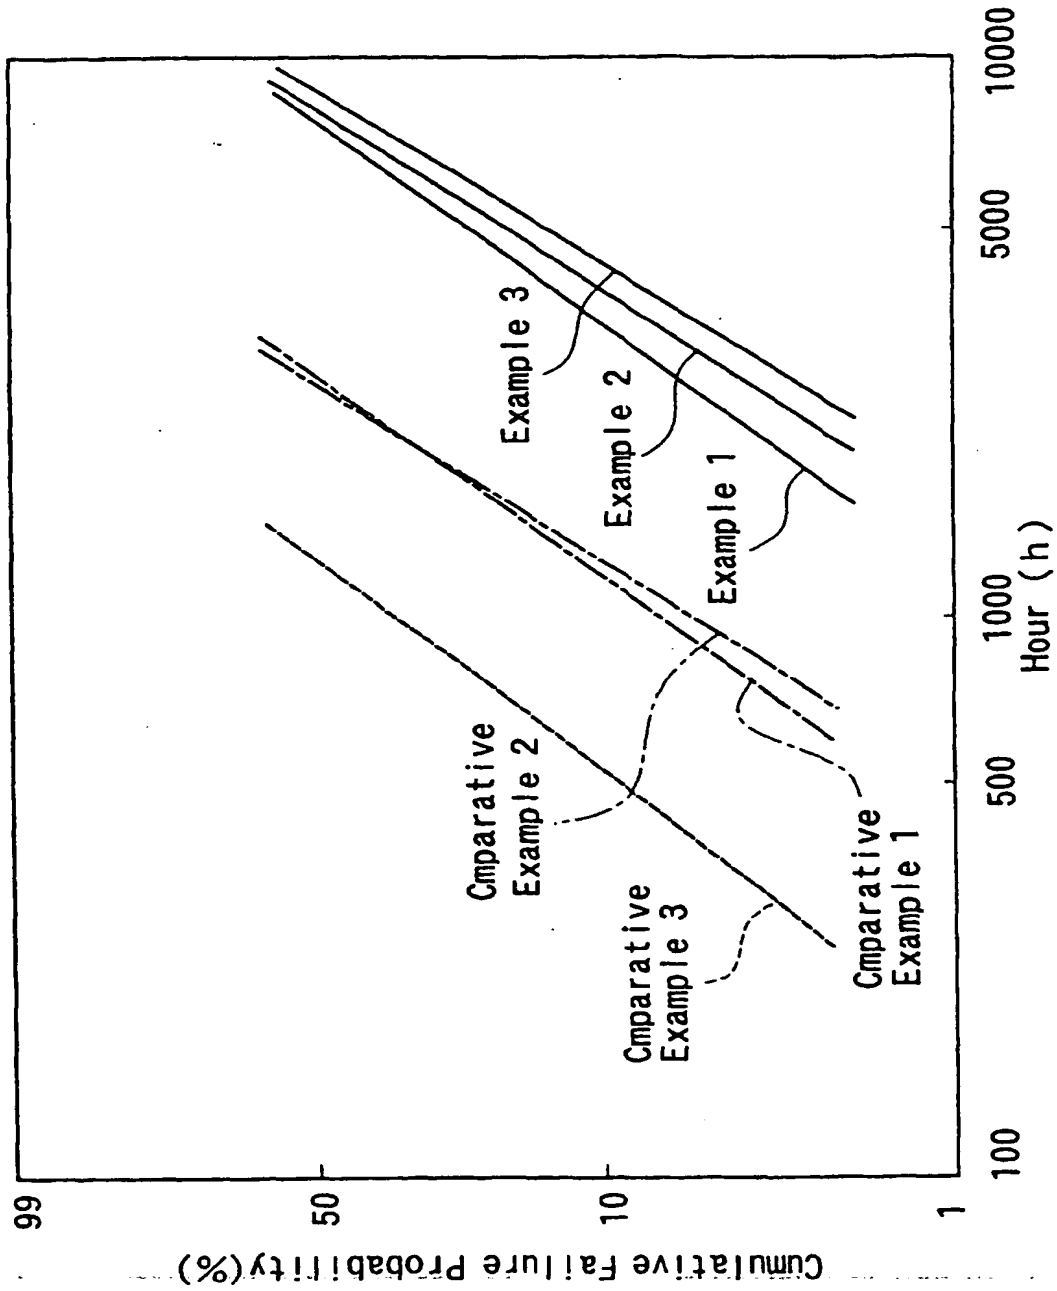 Cumulative Failure Probability(%)
99
50
10
1
100
500
1000
5000
10000
Hour (h)
Cmparative
Example 3
Cmparative
Example 2
Cmparative
Example 1
Example 1
Example 2
Example 3